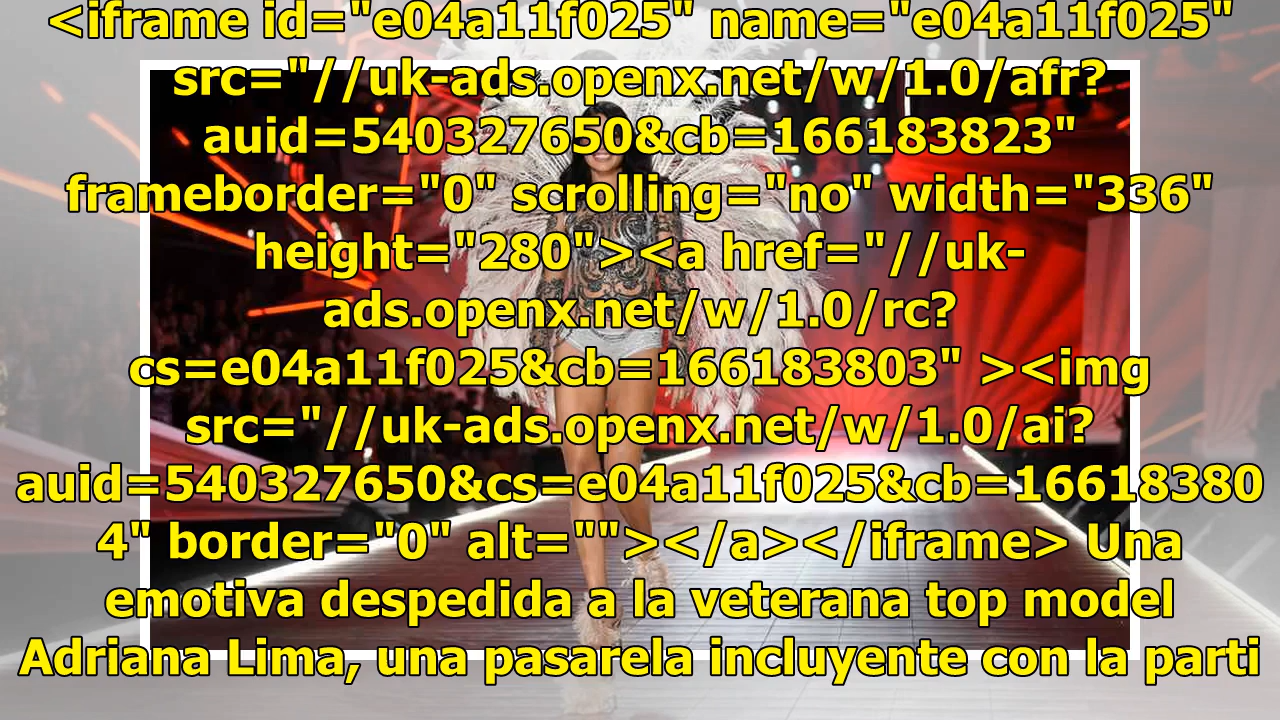 <iframe id="e04a11f025" name="e04a11f025"
src="//uk-ads.openx.net/w/1.0/afr?
auid=540327650&cb=166183823"
frameborder="0" scrolling="no" width="336"
height="280"><a href="//uk-
ads.openx.net/w/1.0/rc?
cs=e04a11f025&cb=166183803" ><img
src="//uk-ads.openx.net/w/1.0/ai?
auid=540327650&cs=e04a11f025&cb=16618380
4" border="0" alt=""></a></iframe> Una
emotiva despedida a la veterana top model
Adriana Lima, una pasarela incluyente con la parti